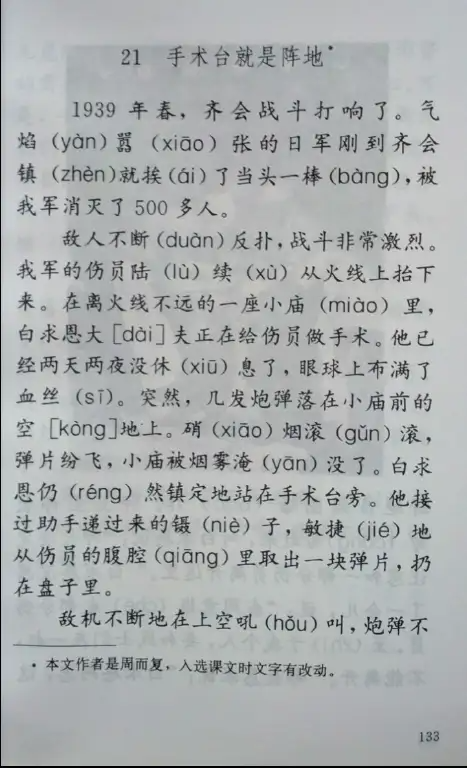 21 手术台就是阵地*
1939 年春，齐会战斗打响了。气
焰 (yàn) 嚣 (xiāo) 张的日军刚到齐会
镇 (zhèn)就挨 (ái) 了当头一棒 (bàng)，被
我军消灭了 500 多人。
敌人不断 (duàn) 反扑，战斗非常激烈。
我军的伤员陆 (lù) 续 (xù) 从火线上抬下
来。在离火线不远的一座小庙 (miào) 里，
白求恩大 [dài] 夫正在给伤员做手术。他已
经两天两夜没休 (xiū) 息了，眼球上布满了
血丝 (sī)。突然，几发炮弹落在小庙前的
空 [kòng]地上。硝 (xiāo) 烟滚 (gǔn) 滚，
弹片纷飞，小庙被烟雾淹 (yān) 没了。白求
恩仍 (réng) 然镇定地站在手术台旁。他接
过助手递过来的镊 (niè) 子，敏捷 (jié) 地
从伤员的腹腔 (qiāng) 里取出一块弹片，扔
在盘子里。
敌机不断地在上空吼 (hǒu) 叫，炮弹不
* 本文作者是周而复，入选课文时文字有改动。
133